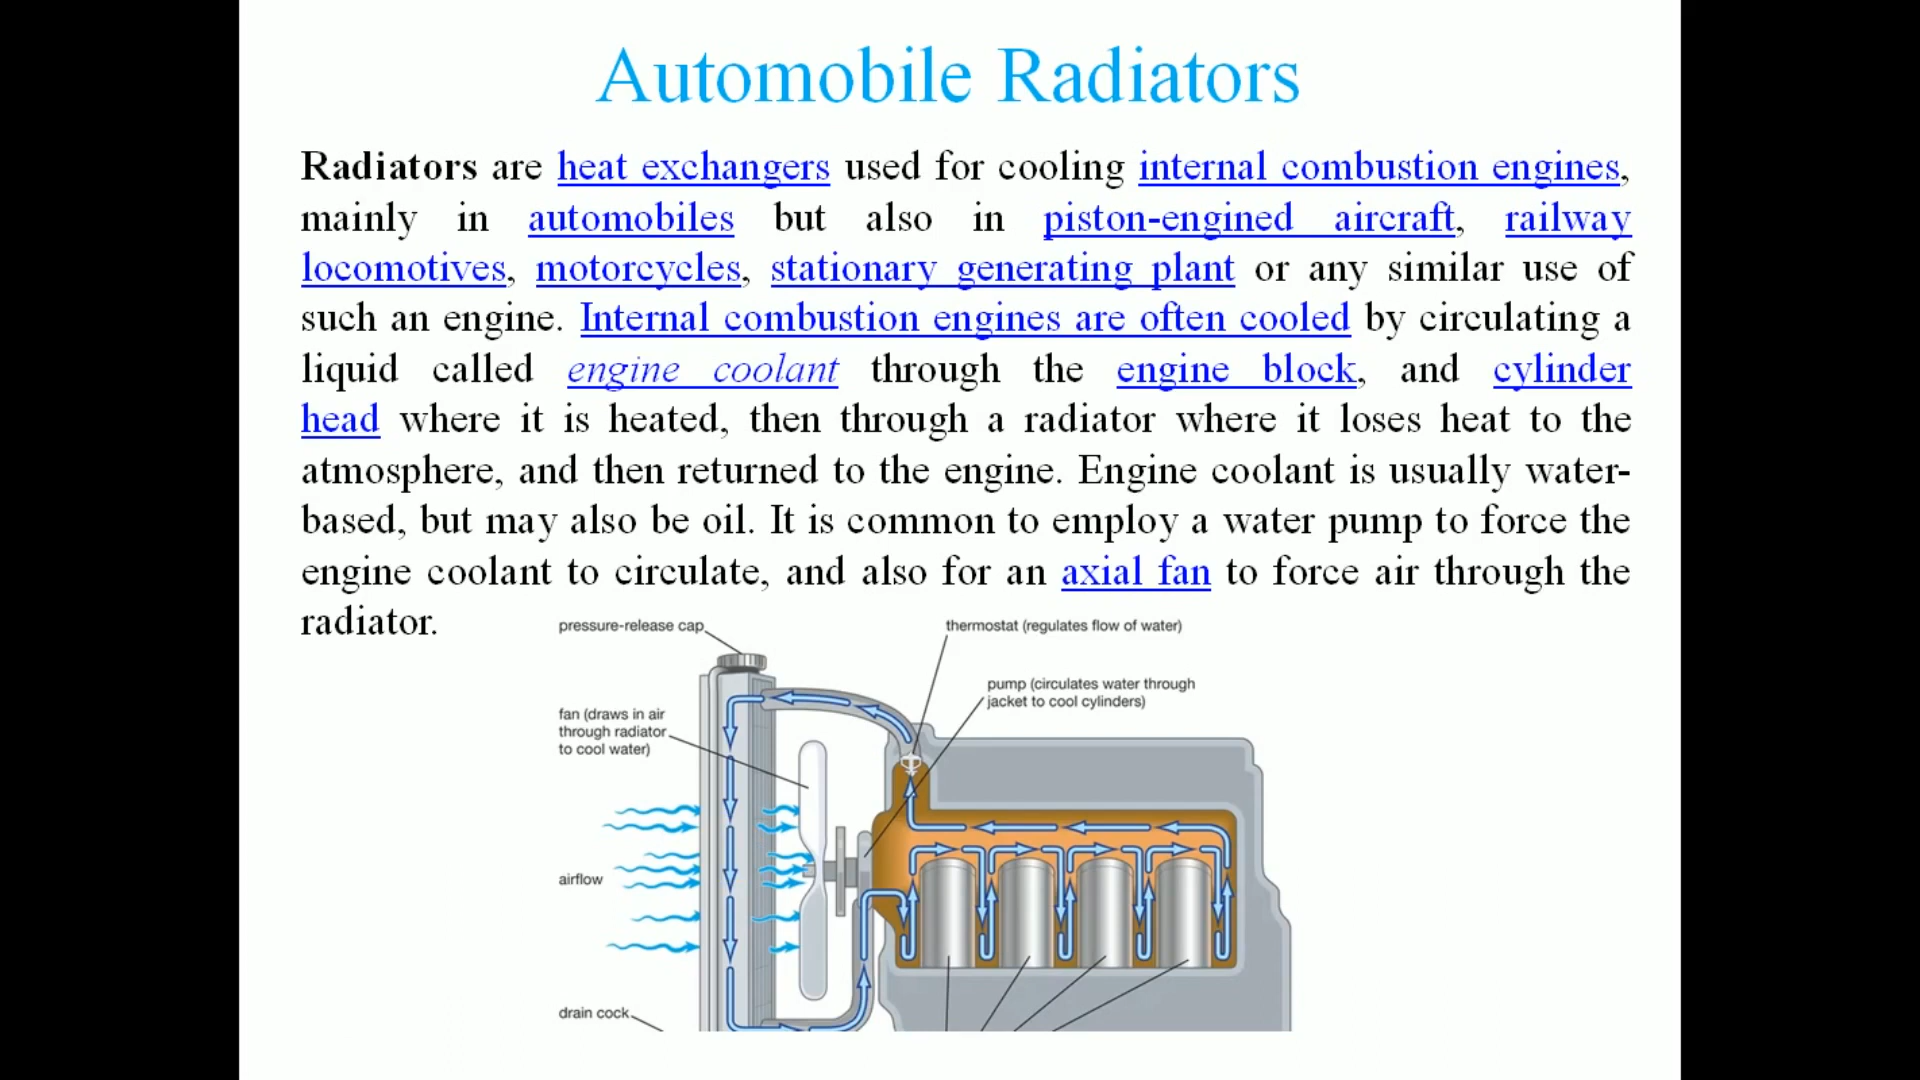 Automobile Radiators
Radiators are heat exchangers used for cooling internal combustion engines,
mainly in automobiles but also in piston-engined aircraft, railway
locomotives, motorcycles, stationary generating plant or any similar use of
such an engine. Internal combustion engines are often cooled by circulating a
liquid called engine coolant through the engine block, and cylinder
head where it is heated, then through a radiator where it loses heat to the
atmosphere, and then returned to the engine. Engine coolant is usually water-
based, but may also be oil. It is common to employ a water pump to force the
engine coolant to circulate, and also for an axial fan to force air through the
radiator.
pressure-release cap
thermostat (regulates flow of water)
pump (circulates water through
jacket to cool cylinders)
fan (draws in air
through radiator
to cool water)
airflow
drain cock